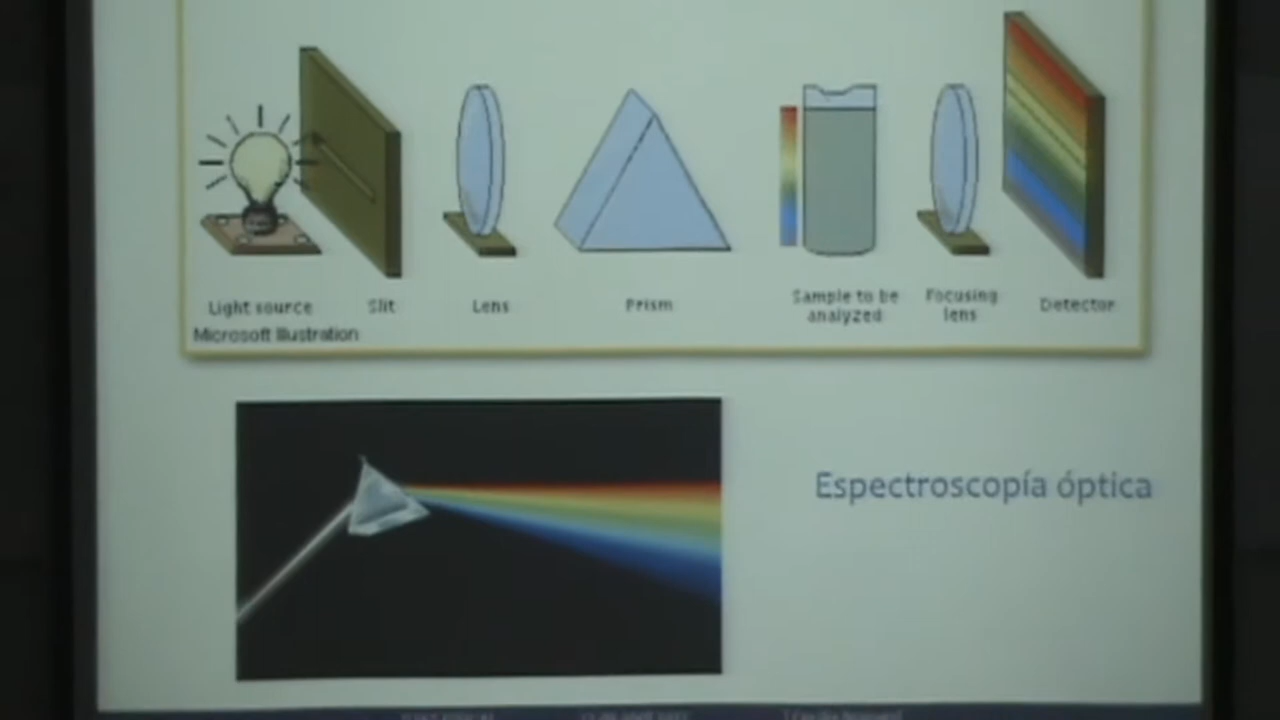 Light source
Slit
Lens
Prism
Sample to be
analyzed
Focusing
lens
Detector
Microsoft Illustration
Espectroscopía óptica